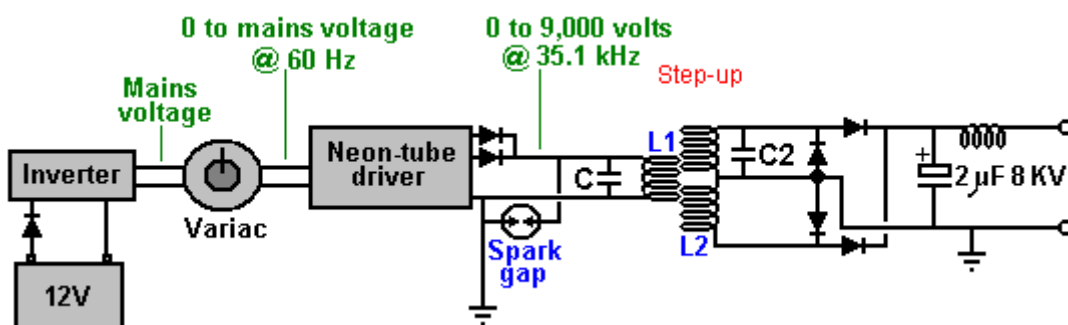 0 to mains voltage
@ 60 Hz
0 to 9,000 volts
@ 35.1 kHz
Step-up
Mains
voltage
Inverter
Variac
Neon-tube
driver
C
L1
C2
+
2 µF 8 KV
Spark
gap
L2
12V